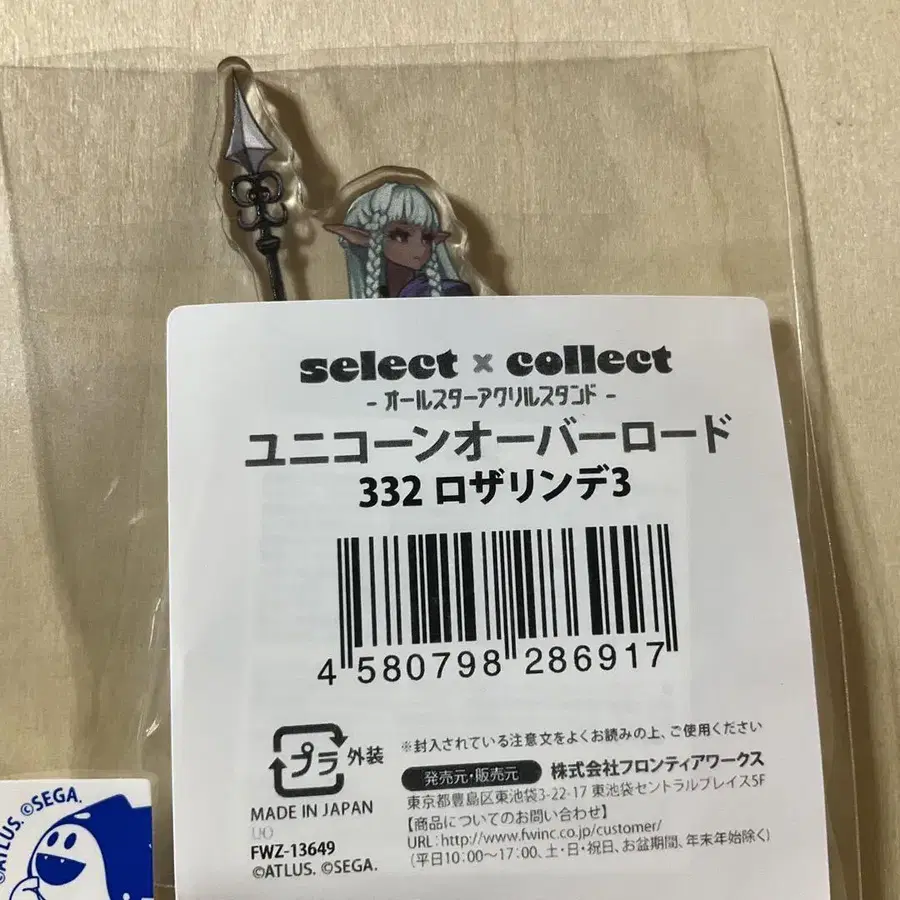 select × collect
- オールスターアクリルスタンド -
ユニコーンオーバーロード
332 ロザリンデ3
4 580798 286917
プラ 外装
※封入されている注意文をよくお読みの上、ご使用ください
発売元・販売元 株式会社フロンティアワークス
東京都豊島区東池袋3-22-17 東池袋セントラルプレイス5F
【商品についてのお問い合わせ】
URL:http://www.fwinc.co.jp/customer/
(平日10:00〜17:00、土・日・祝日、お盆期間、年末年始除く)
MADE IN JAPAN
UO
FWZ-13649
©ATLUS. ©SEGA.
©ATLUS. ©SEGA.